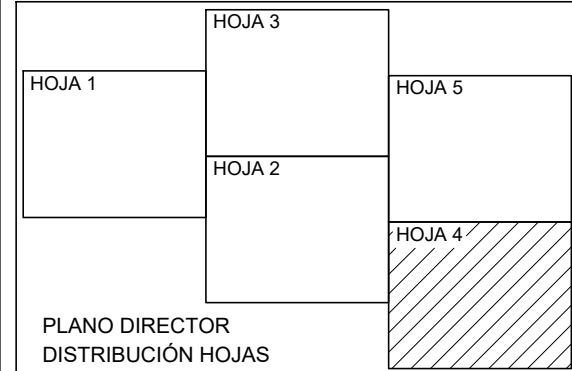 HOJA 3
HOJA 1
HOJA 5
HOJA 2
HOJA 4
PLANO DIRECTOR
DISTRIBUCIÓN HOJAS